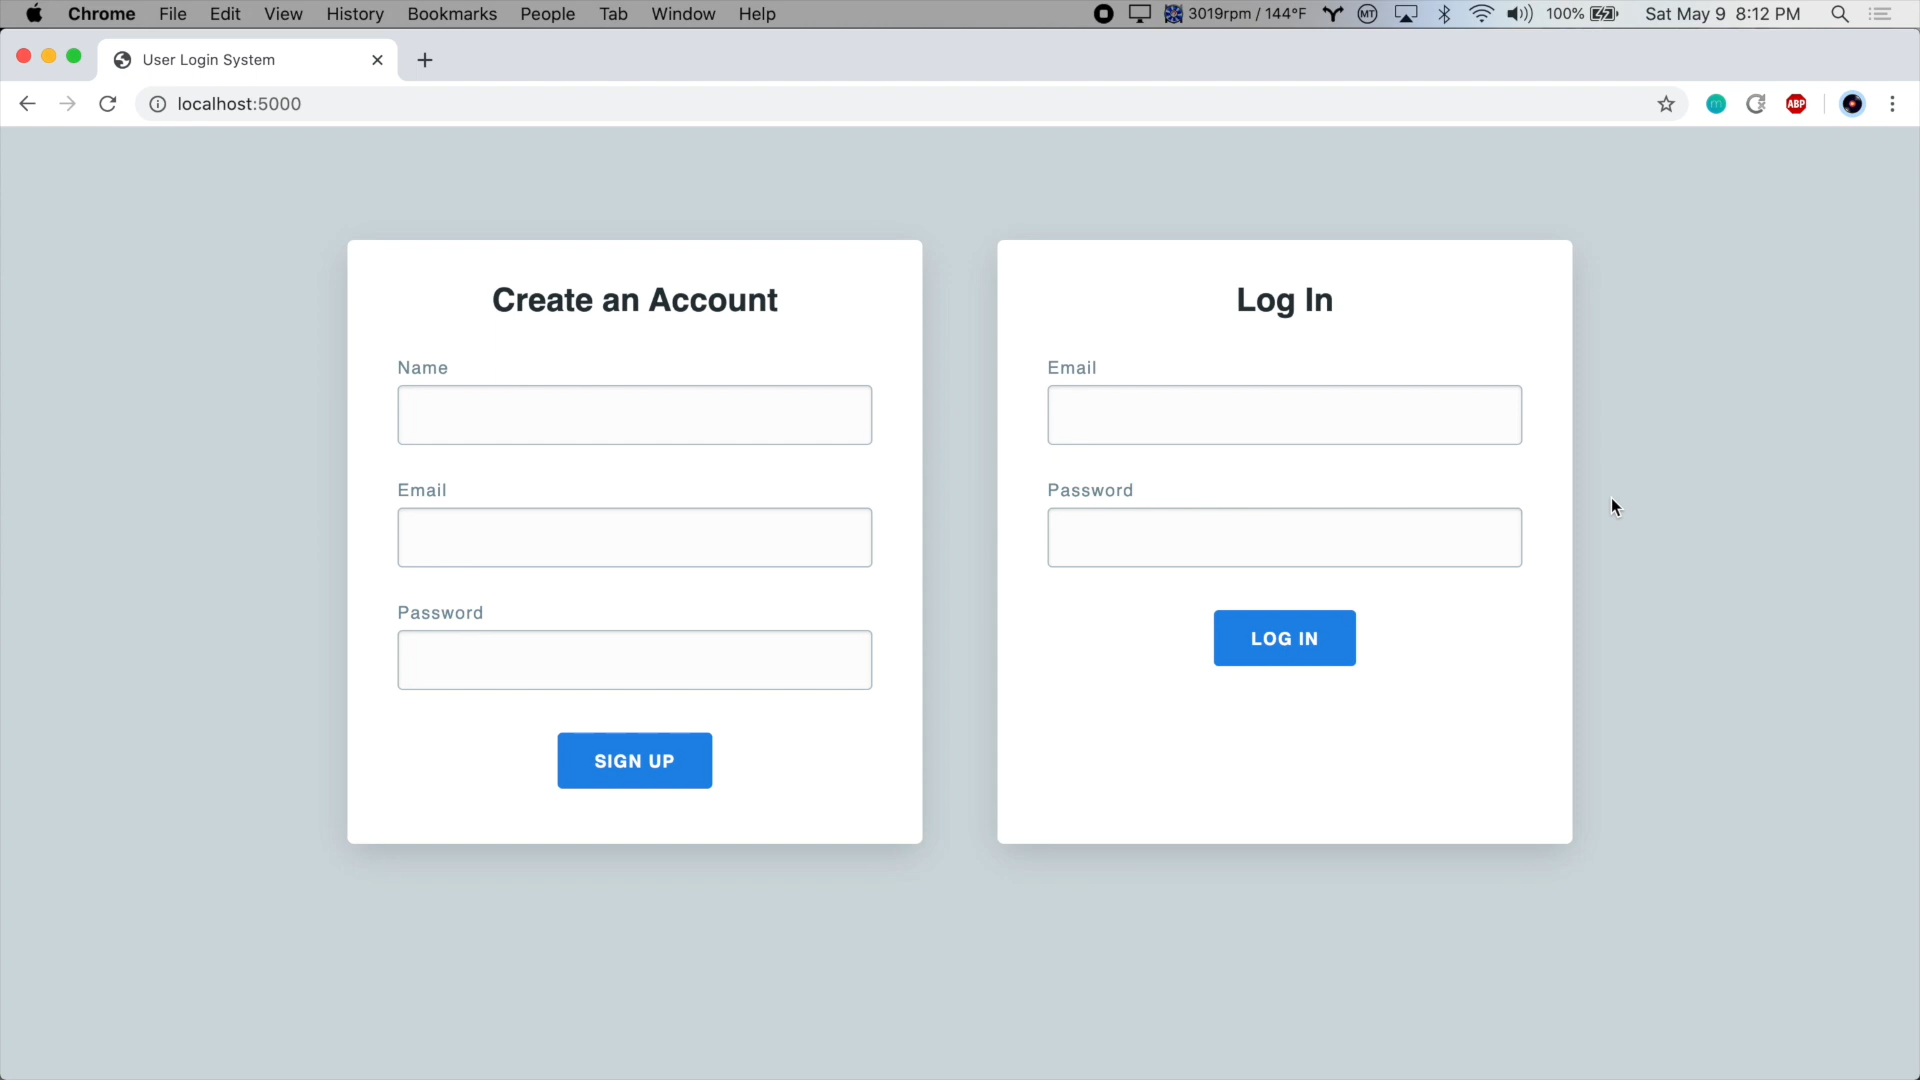 Chrome File Edit View History Bookmarks People Tab Window Help 3019rpm / 144°F MT 100% Sat May 9 8:12 PM
User Login System
localhost:5000 m ABP
Create an Account
Name
Email
Password
SIGN UP
Log In
Email
Password
LOG IN